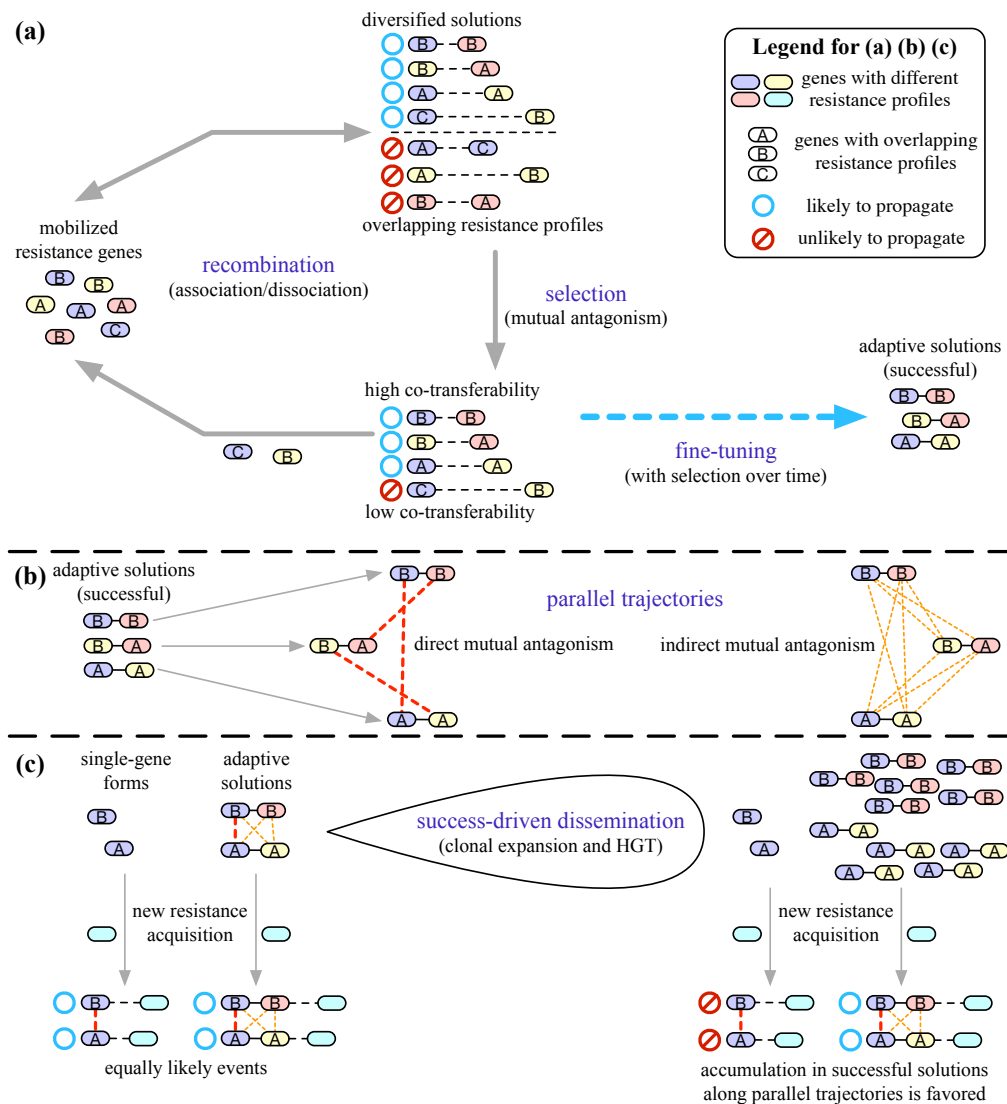 (a)
diversified solutions
B B
B A
A A
C B
A C
A B
B A
overlapping resistance profiles
Legend for (a) (b) (c)
genes with different
resistance profiles
A
B
C
genes with overlapping
resistance profiles
likely to propagate
unlikely to propagate
mobilized
resistance genes
B
B
A
A
A
C
B
recombination
(association/dissociation)
selection
(mutual antagonism)
high co-transferability
B B
B A
A A
C B
low co-transferability
C B
fine-tuning
(with selection over time)
adaptive solutions
(successful)
B B
B A
A A
(b)
adaptive solutions
(successful)
B B
B A
A A
parallel trajectories
B B
B A
A A
direct mutual antagonism
indirect mutual antagonism
B B
B A
A A
(c)
single-gene
forms
B
A
adaptive
solutions
B B
A A
success-driven dissemination
(clonal expansion and HGT)
B
A
B B
B B
B B
B B
B B
B B
A A
A A
A A
A A
A A
new resistance
acquisition
new resistance
acquisition
B
A
B B
A A
equally likely events
B
A
B B
A A
accumulation in successful solutions
along parallel trajectories is favored